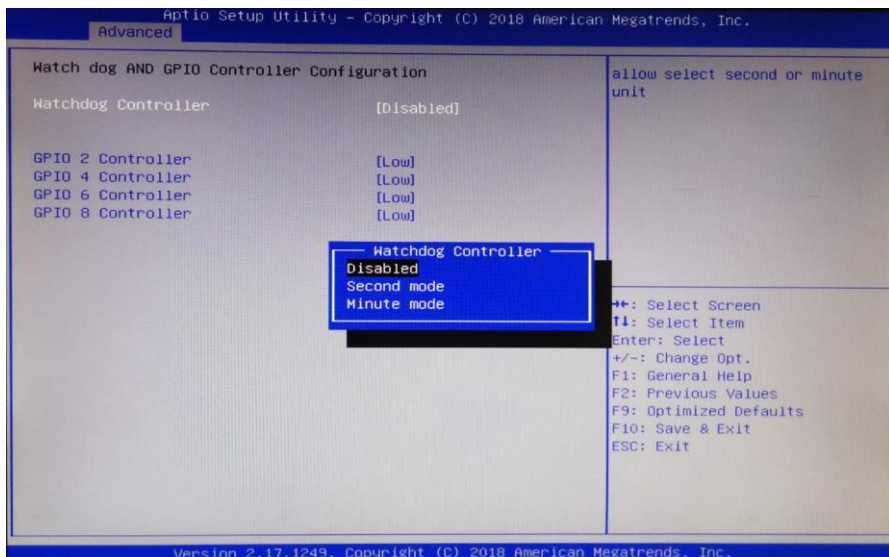 Aptio Setup Utility - Copyright (C) 2018 American Megatrends, Inc.
Advanced
Watch dog AND GPIO Controller Configuration
Watchdog Controller [Disabled]
GPIO 2 Controller [Low]
GPIO 4 Controller [Low]
GPIO 6 Controller [Low]
GPIO 8 Controller [Low]
Watchdog Controller
Disabled
Second mode
Minute mode
allow select second or minute
unit
→←: Select Screen
↑↓: Select Item
Enter: Select
+/-: Change Opt.
F1: General Help
F2: Previous Values
F9: Optimized Defaults
F10: Save & Exit
ESC: Exit
Version 2.17.1249. Copyright (C) 2018 American Megatrends, Inc.